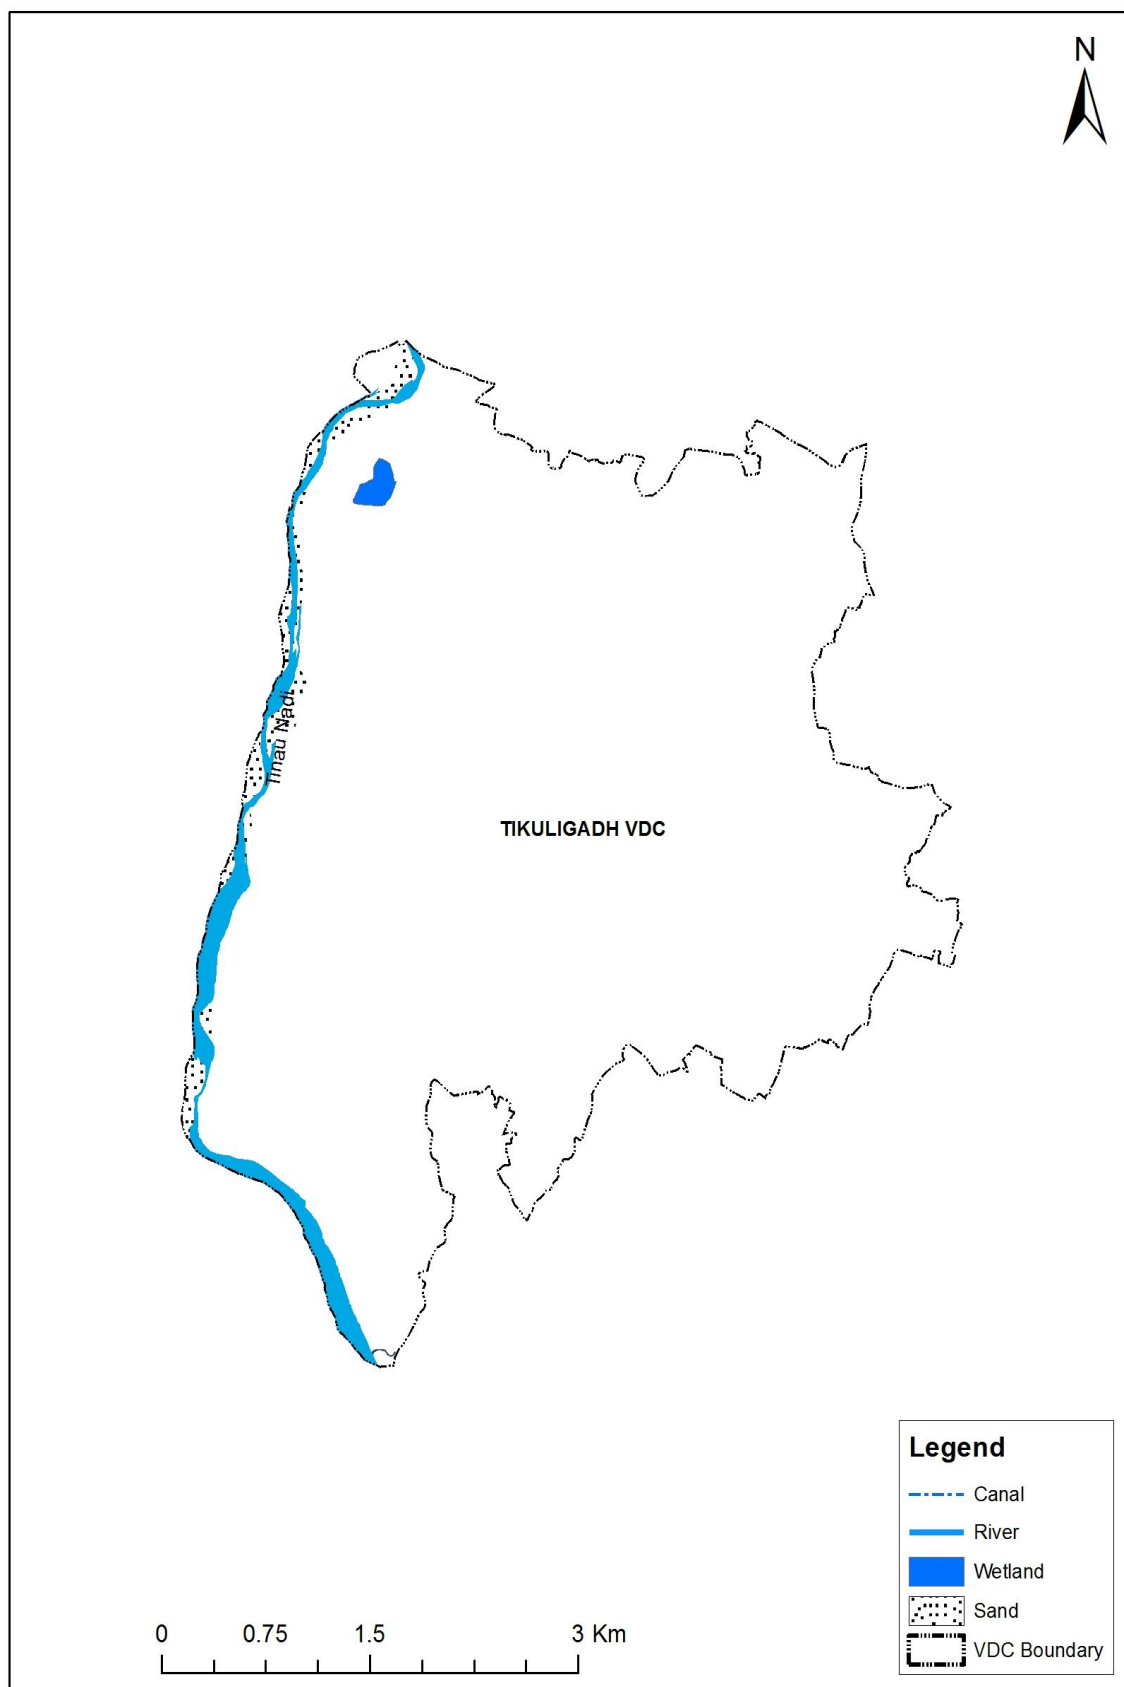 N
Tinau Nadi
TIKULIGADH VDC
Legend
Canal
River
Wetland
Sand
VDC Boundary
0 0.75 1.5 3 Km